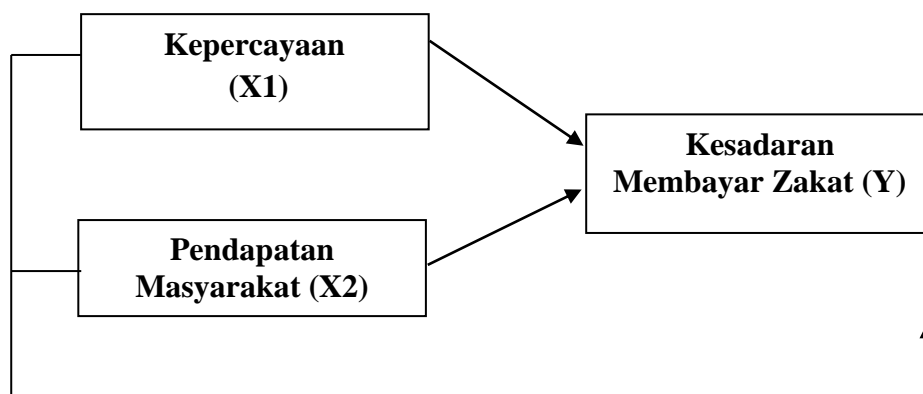 Kepercayaan
(X1)
Kesadaran
Membayar Zakat (Y)
Pendapatan
Masyarakat (X2)